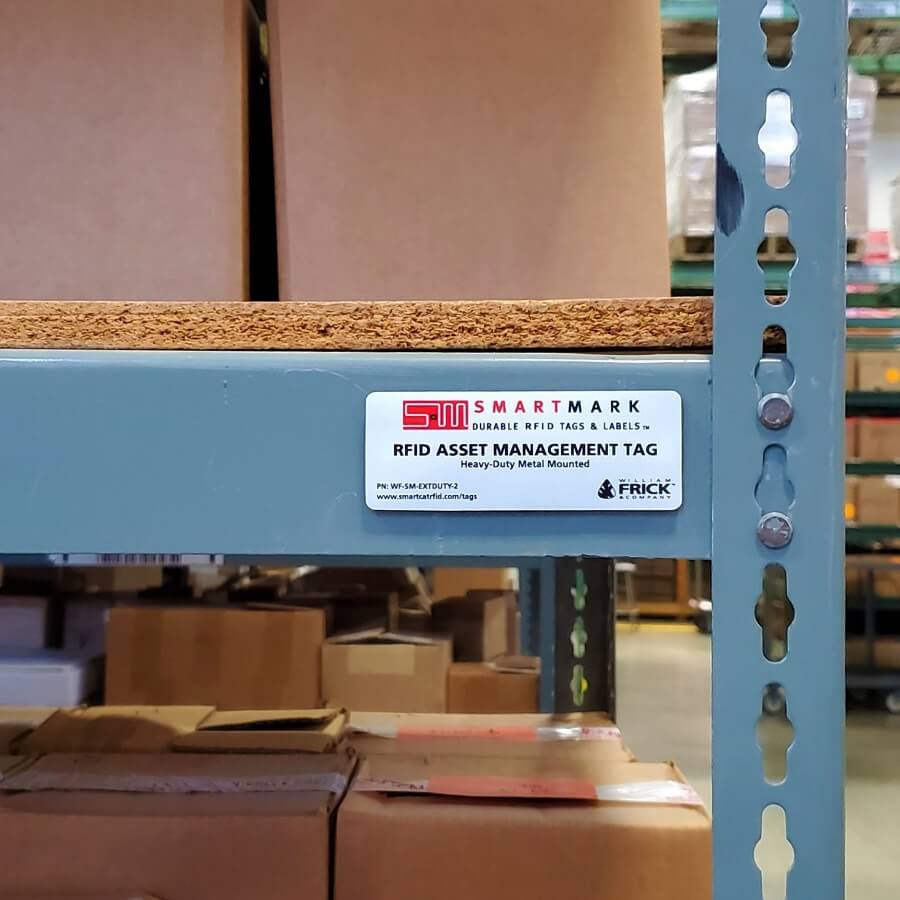 SM SMARTMARK
DURABLE RFID TAGS & LABELS™
RFID ASSET MANAGEMENT TAG
Heavy-Duty Metal Mounted
PN: WF-SM-EXTDUTY-2
www.smartcatrfid.com/tags
WILLIAM
FRICK™
& COMPANY